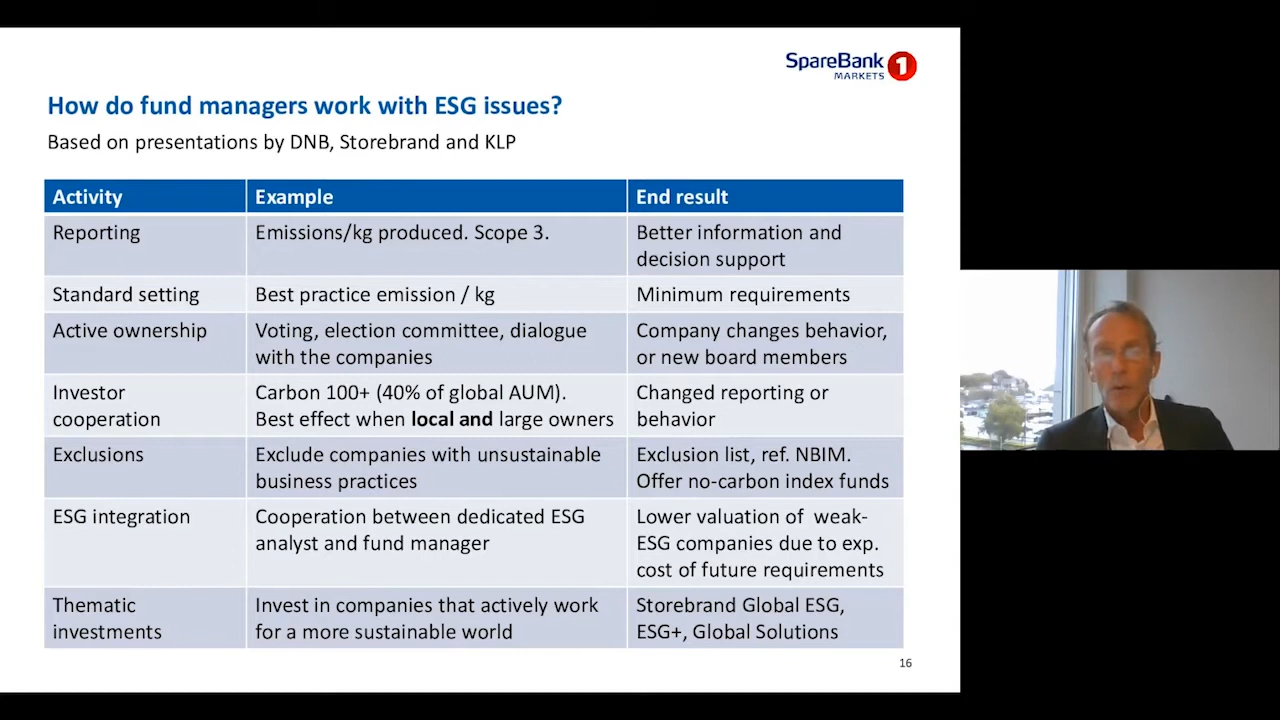 SpareBank 1
MARKETS
How do fund managers work with ESG issues?
Based on presentations by DNB, Storebrand and KLP
Activity
Example
End result
Reporting
Emissions/kg produced. Scope 3.
Better information and
decision support
Standard setting
Best practice emission / kg
Minimum requirements
Active ownership
Voting, election committee, dialogue
with the companies
Company changes behavior,
or new board members
Investor
cooperation
Carbon 100+ (40% of global AUM).
Best effect when local and large owners
Changed reporting or
behavior
Exclusions
Exclude companies with unsustainable
business practices
Exclusion list, ref. NBIM.
Offer no-carbon index funds
ESG integration
Cooperation between dedicated ESG
analyst and fund manager
Lower valuation of weak-
ESG companies due to exp.
cost of future requirements
Thematic
investments
Invest in companies that actively work
for a more sustainable world
Storebrand Global ESG,
ESG+, Global Solutions
16